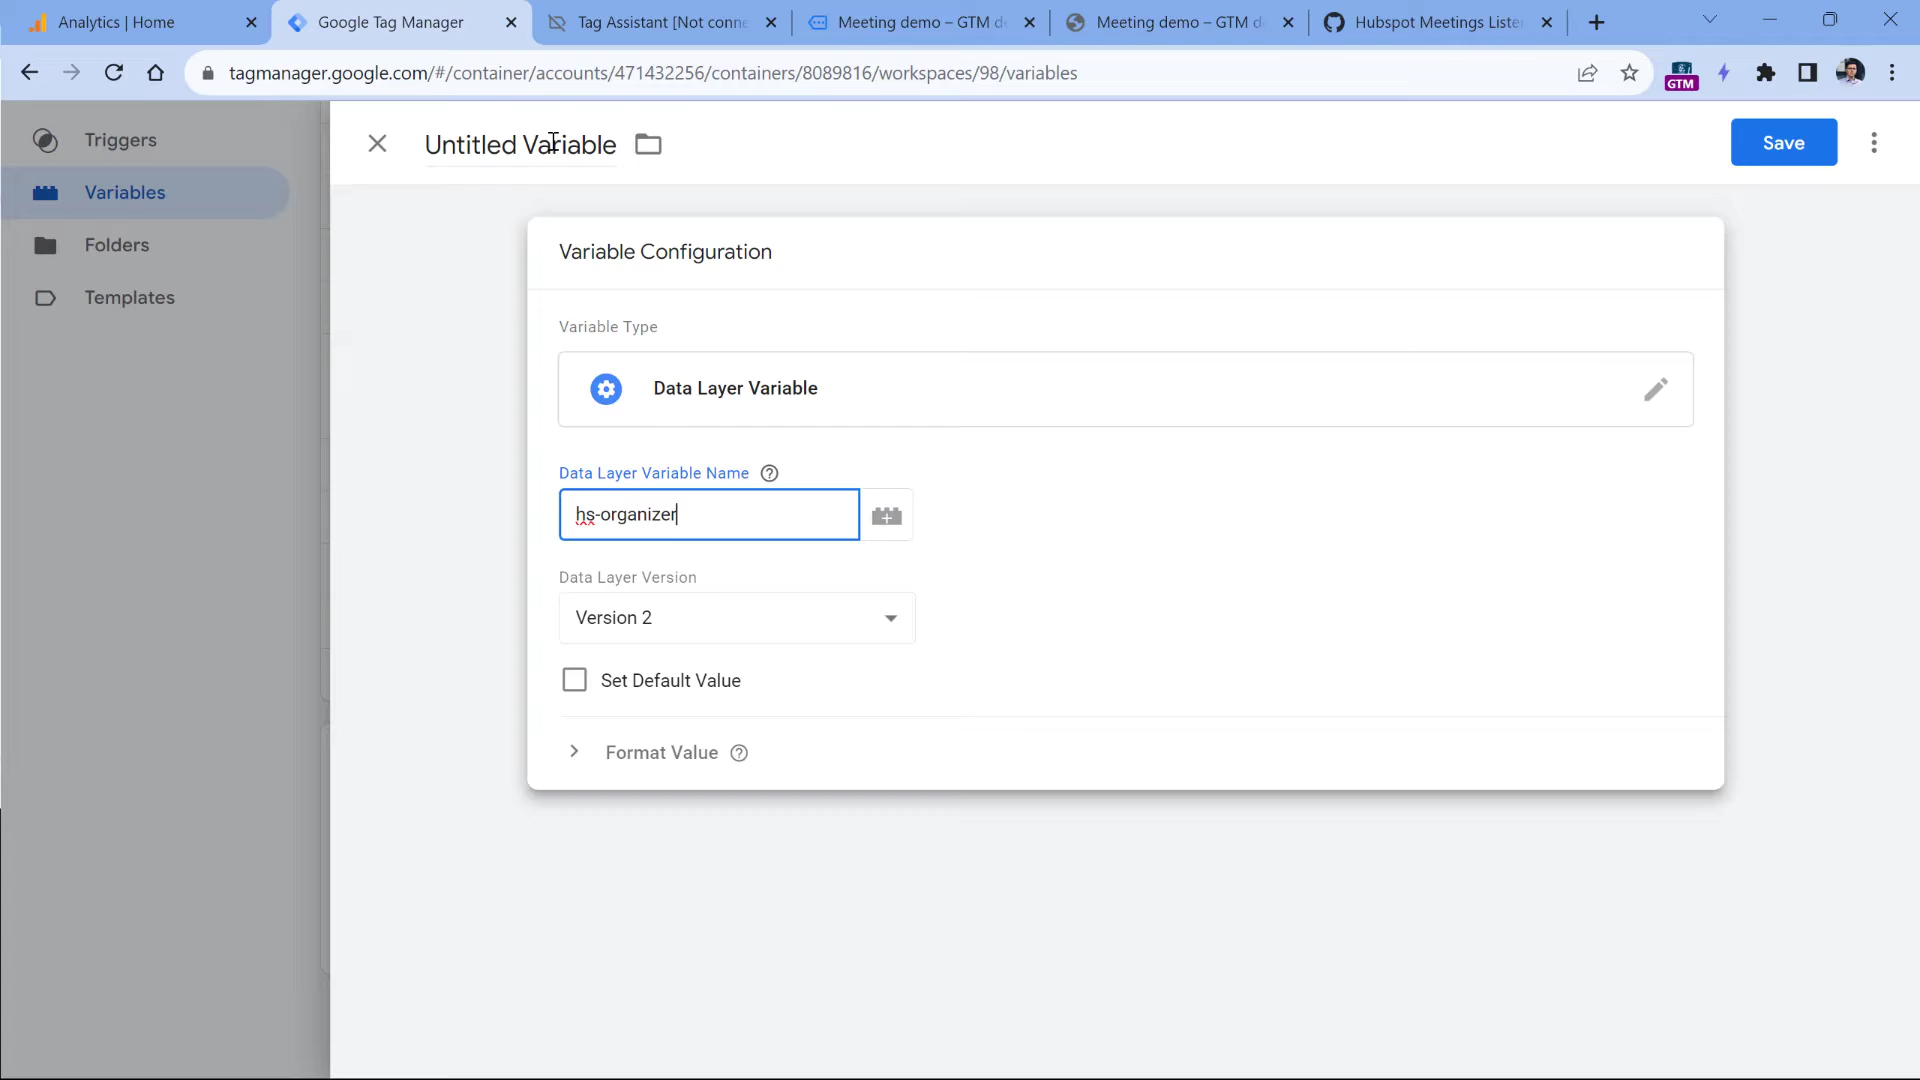 Analytics | Home
Google Tag Manager
Tag Assistant [Not conne
Meeting demo – GTM d
Meeting demo – GTM d
Hubspot Meetings Liste
tagmanager.google.com/#/container/accounts/471432256/containers/8089816/workspaces/98/variables
GTM
Triggers
Variables
Folders
Templates
Untitled Variable
Save
Variable Configuration
Variable Type
Data Layer Variable
Data Layer Variable Name
hs-organizer
Data Layer Version
Version 2
Set Default Value
Format Value